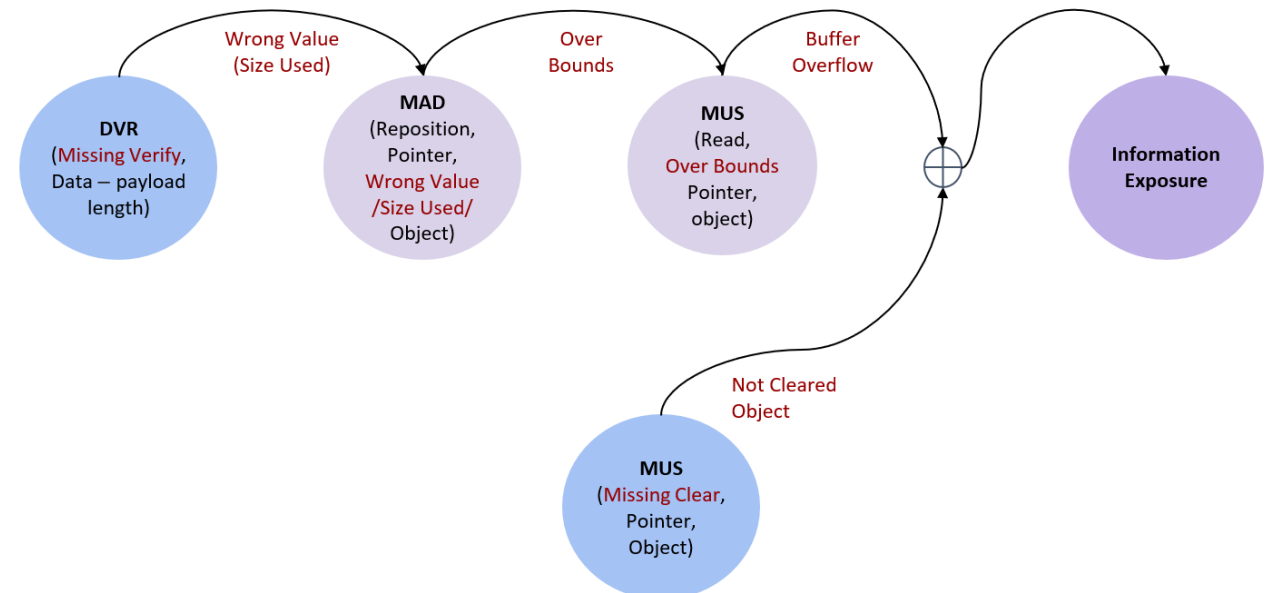 Wrong Value
(Size Used)
Over
Bounds
Buffer
Overflow
DVR
(Missing Verify,
Data – payload
length)
MAD
(Reposition,
Pointer,
Wrong Value
/Size Used/
Object)
MUS
(Read,
Over Bounds
Pointer,
object)
Information
Exposure
Not Cleared
Object
MUS
(Missing Clear,
Pointer,
Object)